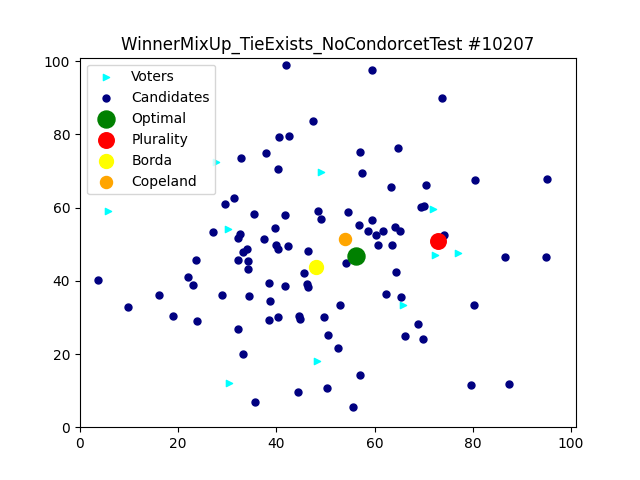 WinnerMixUp_TieExists_NoCondorcetTest #10207
Voters
Candidates
Optimal
Plurality
Borda
Copeland
100
80
60
40
20
0
0 20 40 60 80 100